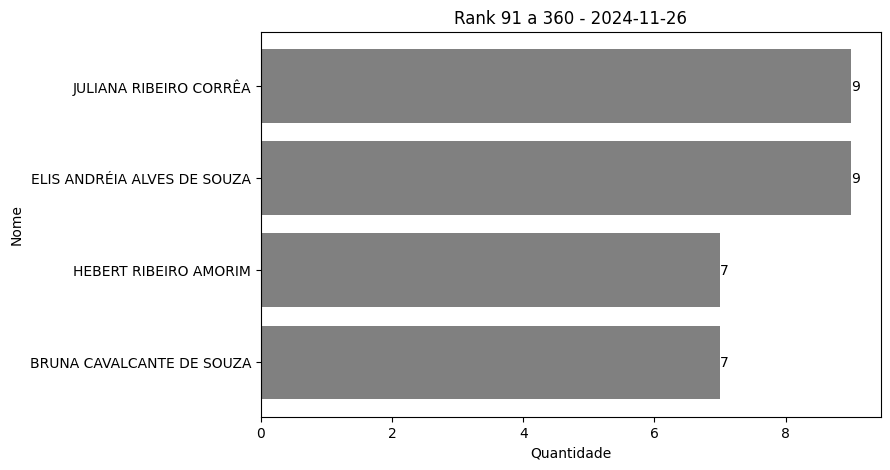 Rank 91 a 360 - 2024-11-26
JULIANA RIBEIRO CORRÊA
9
ELIS ANDRÉIA ALVES DE SOUZA
9
Nome
HEBERT RIBEIRO AMORIM
7
BRUNA CAVALCANTE DE SOUZA
7
0 2 4 6 8
Quantidade